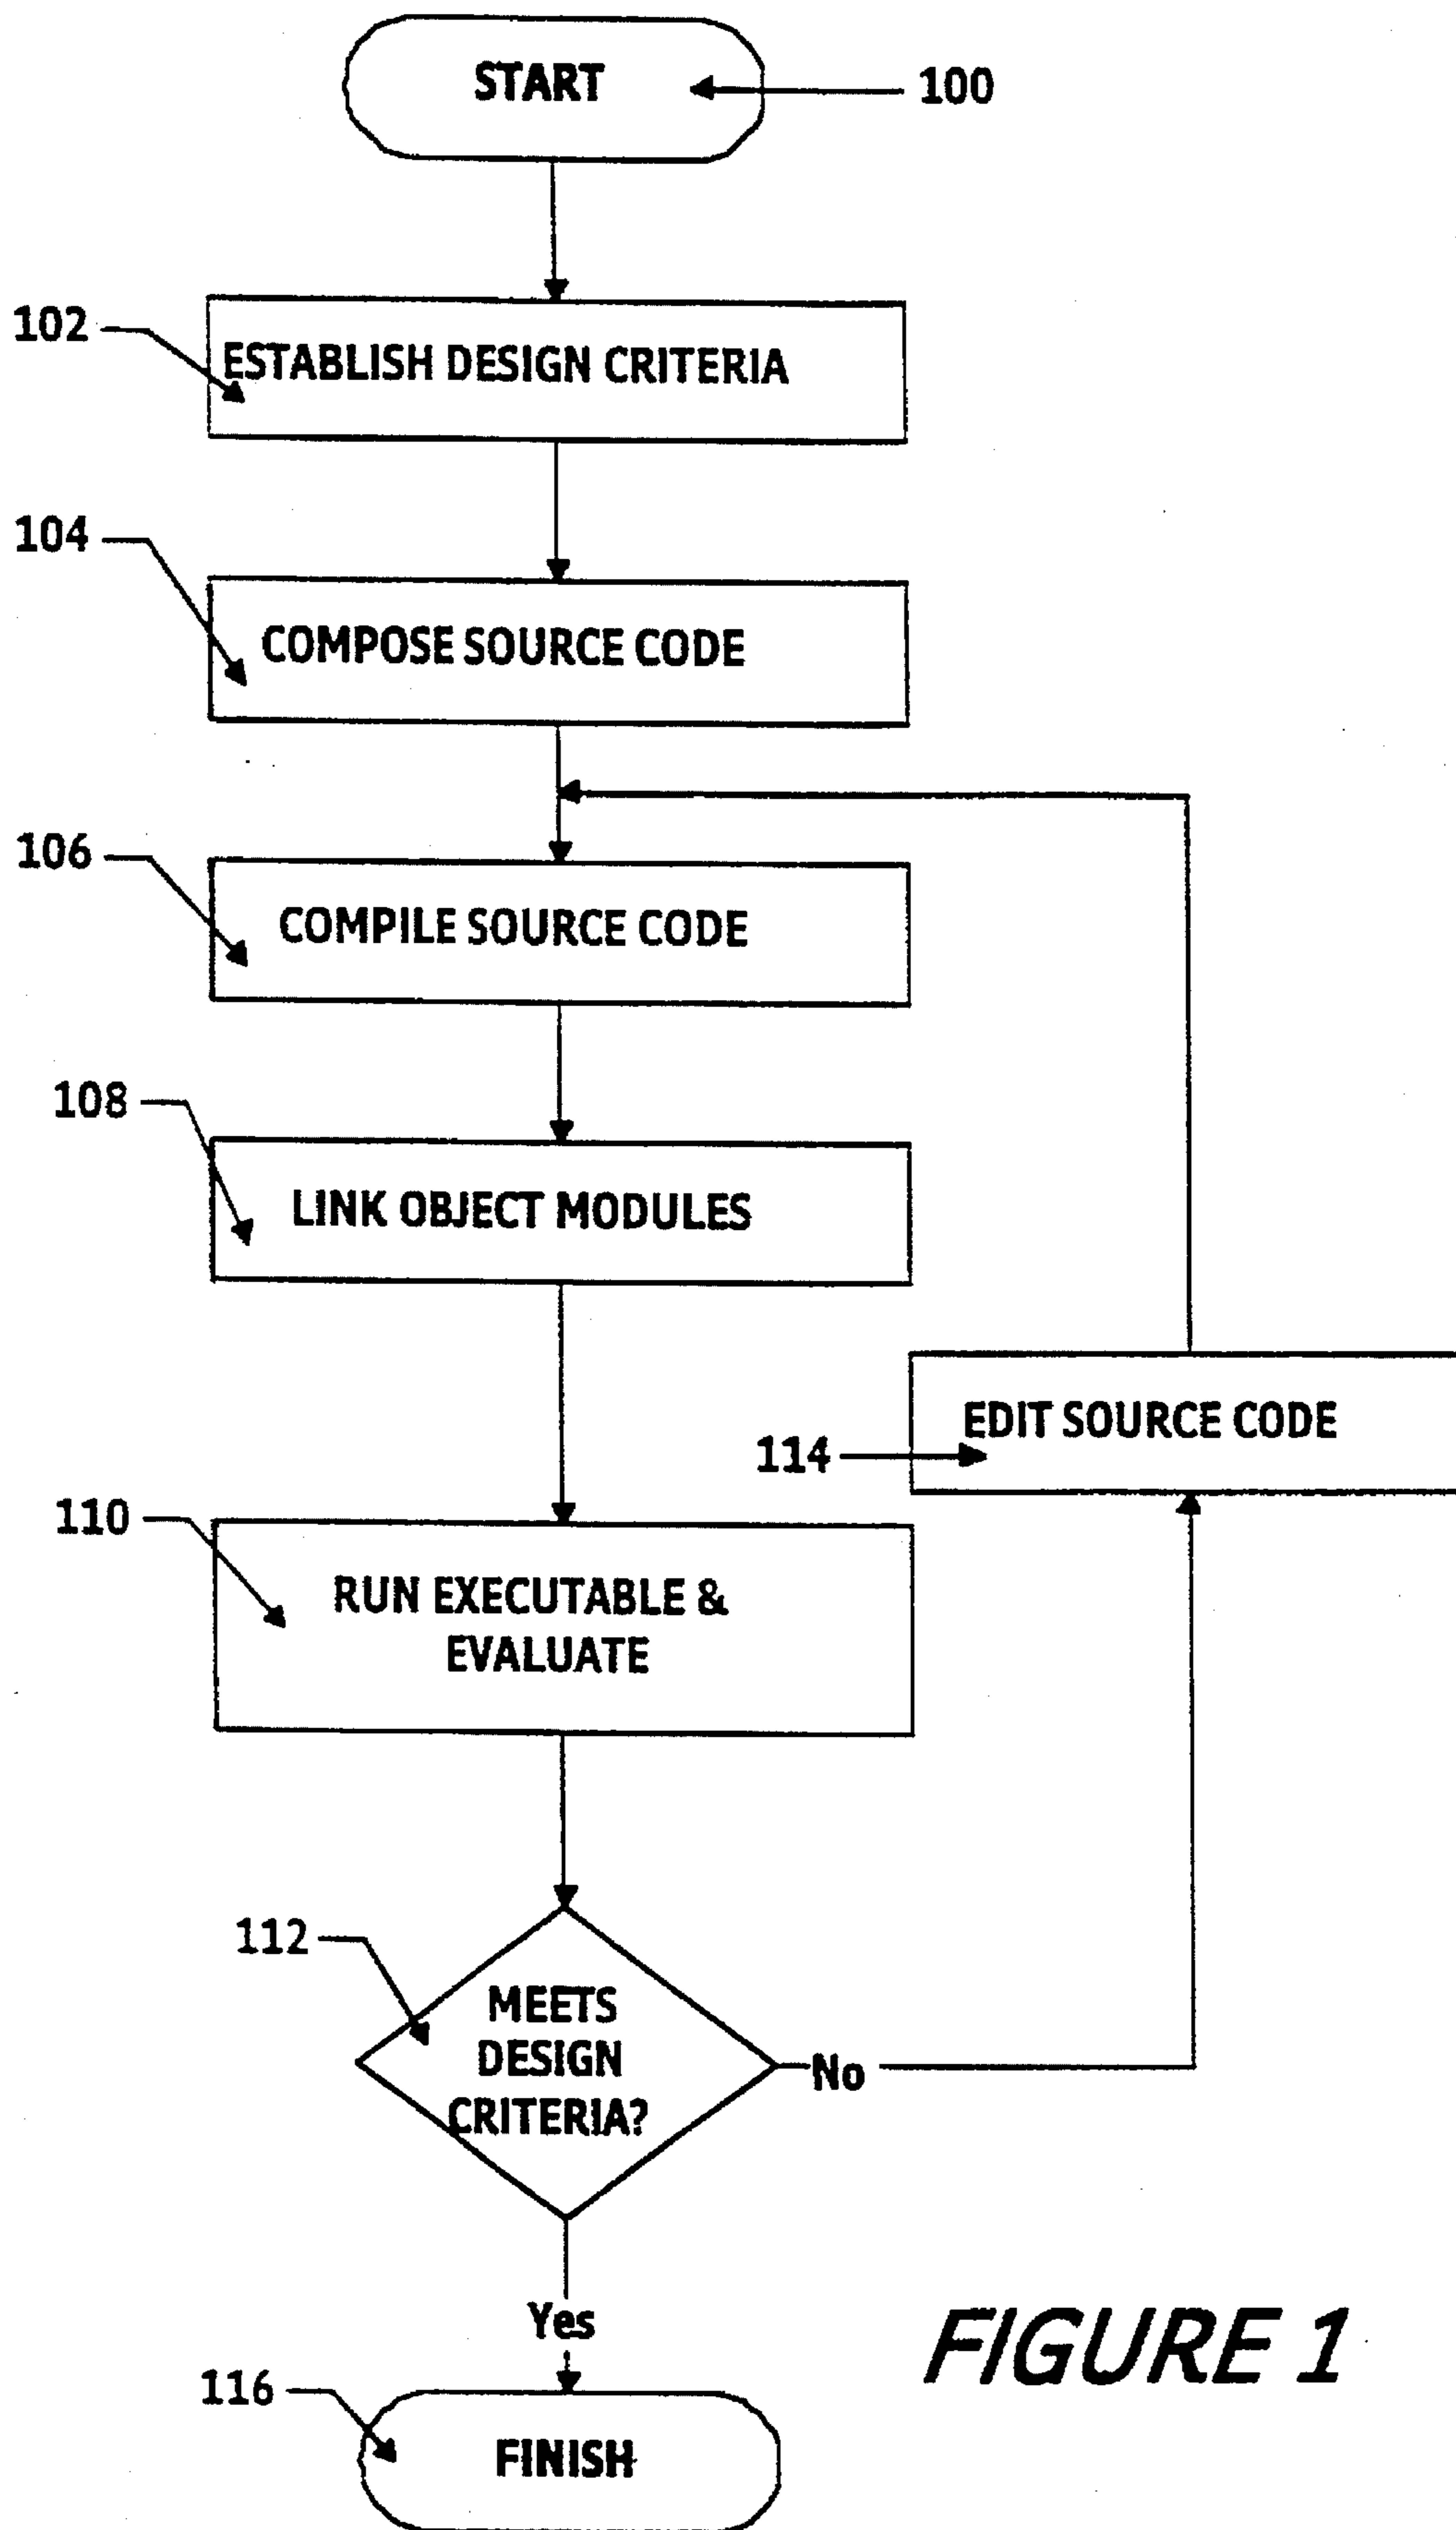 START
100
102
ESTABLISH DESIGN CRITERIA
104
COMPOSE SOURCE CODE
106
COMPILE SOURCE CODE
108
LINK OBJECT MODULES
EDIT SOURCE CODE
114
110
RUN EXECUTABLE &
EVALUATE
112
MEETS
DESIGN
CRITERIA?
No
Yes
FIGURE 1
116
FINISH